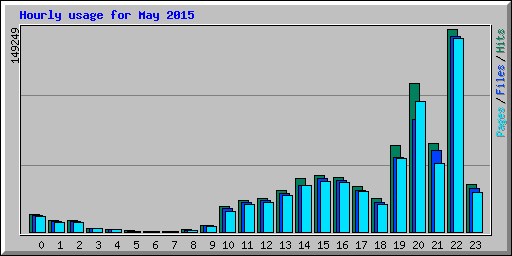 Hourly usage for May 2015
149249
Pages/Files/Hits
0 1 2 3 4 5 6 7 8 9 10 11 12 13 14 15 16 17 18 19 20 21 22 23